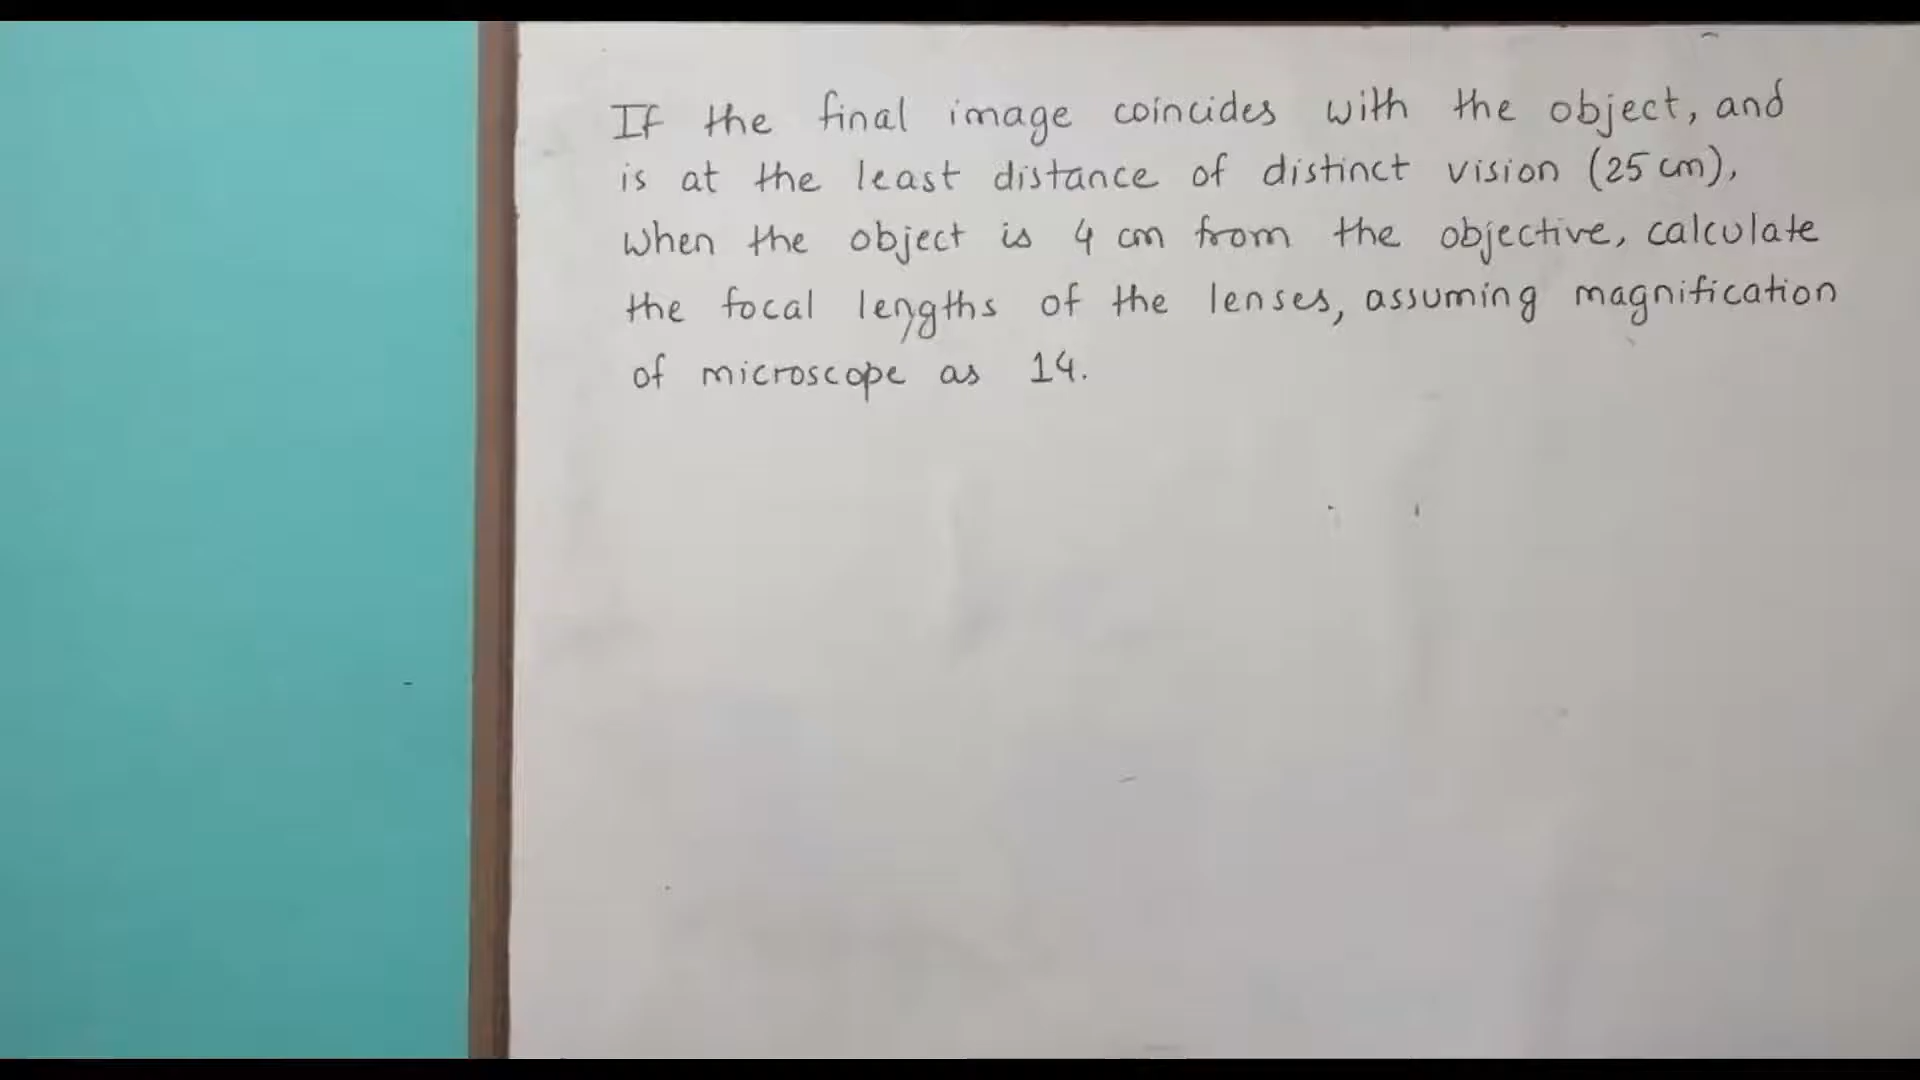 If the final image coincides with the object, and
is at the least distance of distinct vision (25 cm),
when the object is 4 cm from the objective, calculate
the focal lengths of the lenses, assuming magnification
of microscope as 14.